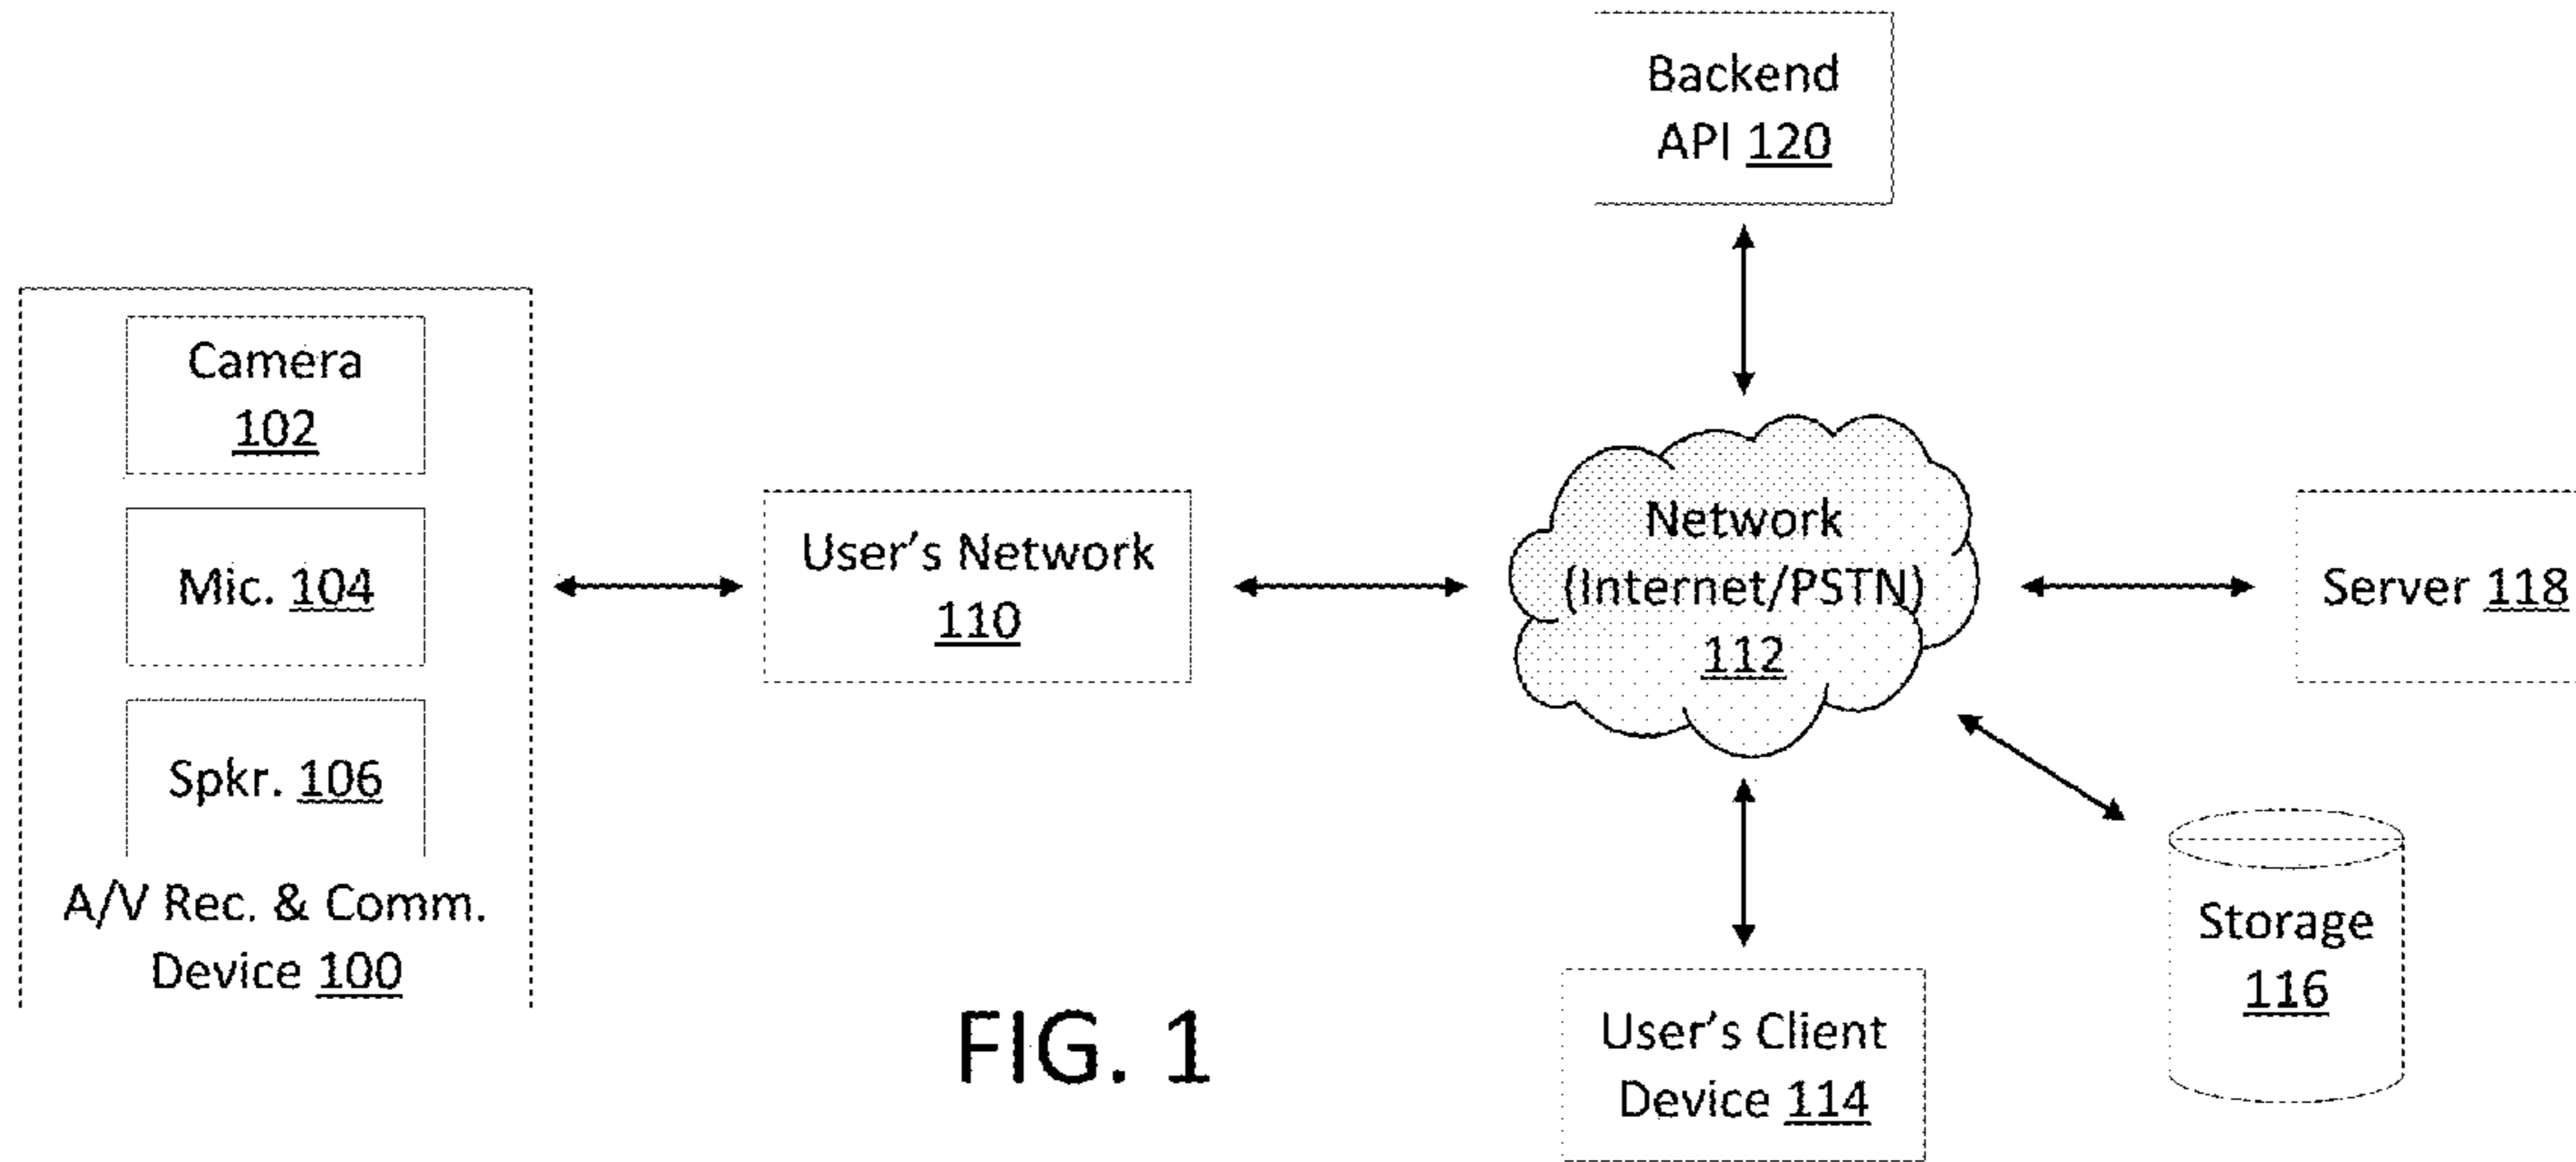 Backend
API 120
Camera
102
Mic. 104
Spkr. 106
A/V Rec. & Comm.
Device 100
User's Network
110
Network
(Internet/PSTN)
112
Server 118
Storage
116
User's Client
Device 114
FIG. 1